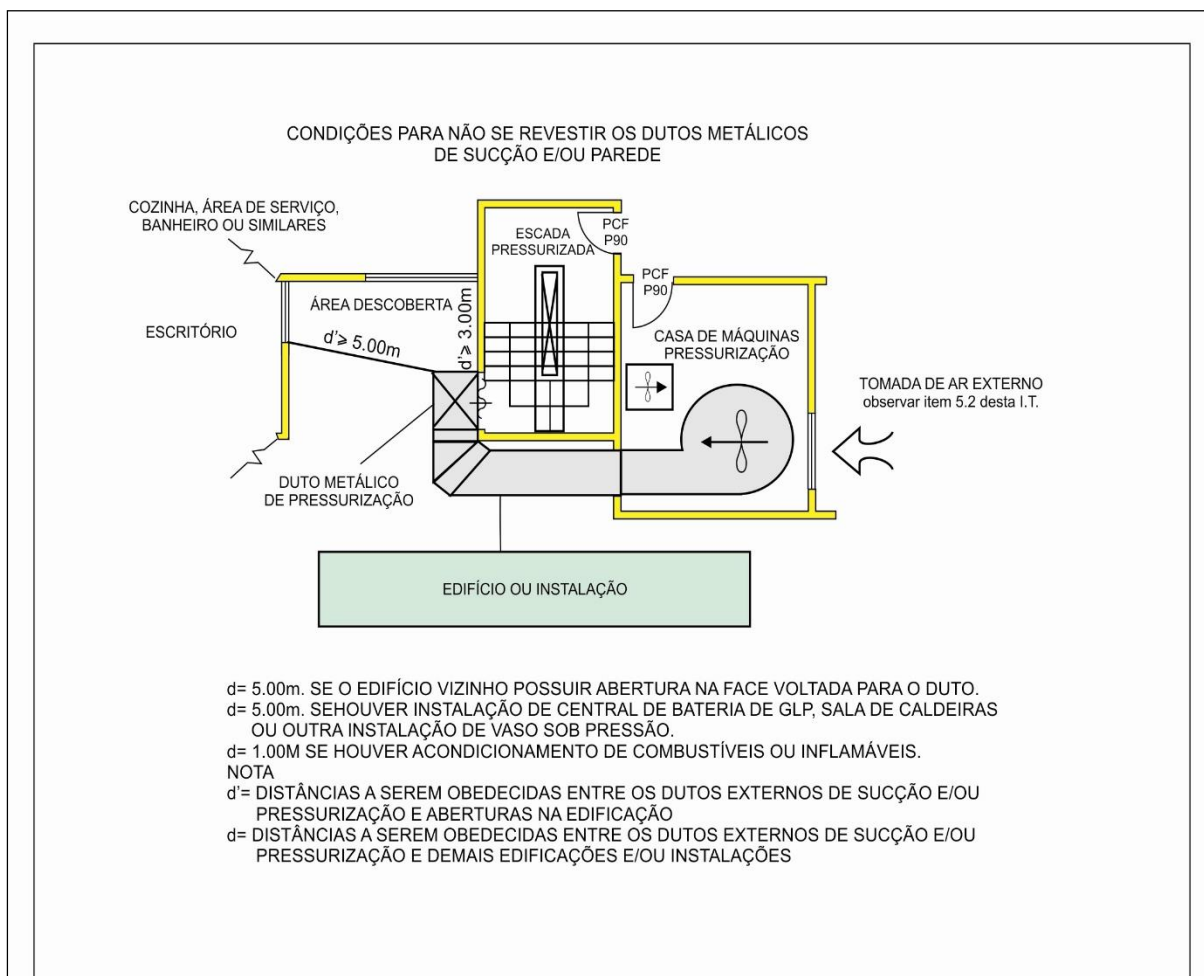 CONDIÇÕES PARA NÃO SE REVESTIR OS DUTOS METÁLICOS
DE SUCÇÃO E/OU PAREDE
COZINHA, ÁREA DE SERVIÇO,
BANHEIRO OU SIMILARES
ESCADA
PRESSURIZADA
PCF
P90
PCF
P90
ÁREA DESCOBERTA
ESCRITÓRIO
d'⩾ 5.00m
d'⩾ 3.00m
CASA DE MÁQUINAS
PRESSURIZAÇÃO
TOMADA DE AR EXTERNO
observar item 5.2 desta I.T.
DUTO METÁLICO
DE PRESSURIZAÇÃO
EDIFÍCIO OU INSTALAÇÃO
d= 5.00m. SE O EDIFÍCIO VIZINHO POSSUIR ABERTURA NA FACE VOLTADA PARA O DUTO.
d= 5.00m. SEHOUVER INSTALAÇÃO DE CENTRAL DE BATERIA DE GLP, SALA DE CALDEIRAS
OU OUTRA INSTALAÇÃO DE VASO SOB PRESSÃO.
d= 1.00M SE HOUVER ACONDICIONAMENTO DE COMBUSTÍVEIS OU INFLAMÁVEIS.
NOTA
d'= DISTÂNCIAS A SEREM OBEDECIDAS ENTRE OS DUTOS EXTERNOS DE SUCÇÃO E/OU
PRESSURIZAÇÃO E ABERTURAS NA EDIFICAÇÃO
d= DISTÂNCIAS A SEREM OBEDECIDAS ENTRE OS DUTOS EXTERNOS DE SUCÇÃO E/OU
PRESSURIZAÇÃO E DEMAIS EDIFICAÇÕES E/OU INSTALAÇÕES